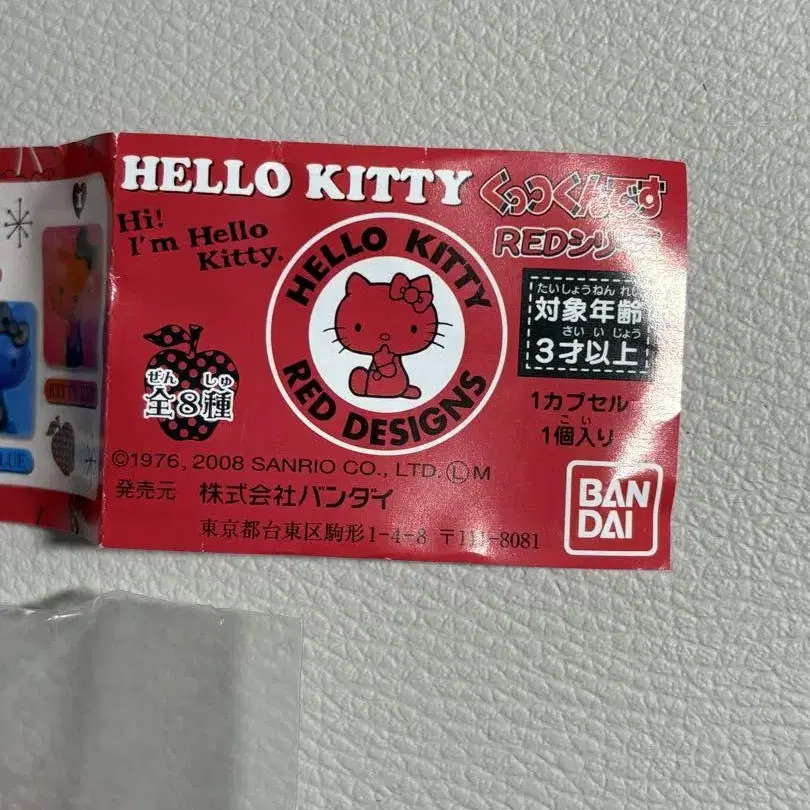 HELLO KITTY
くっつくんです
REDシリーズ
Hi!
I'm Hello
Kitty.
HELLO KITTY
RED DESIGNS
たいしょうねんれい
対象年齢
さいいじょう
3才以上
ぜんしゅ
全8種
1カプセル
こい
1個入り
©1976, 2008 SANRIO CO., LTD. Ⓛ M
発売元 株式会社バンダイ
東京都台東区駒形1-4-8 〒111-8081
BAN
DAI